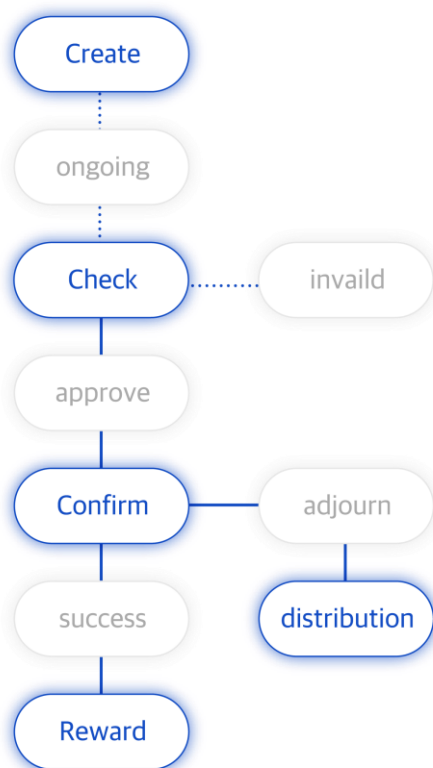 Create
ongoing
Check
invaild
approve
Confirm
adjourn
success
distribution
Reward